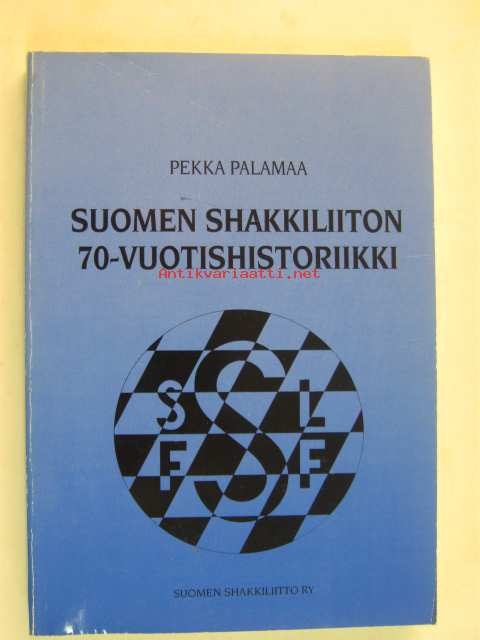 PEKKA PALAMAA
SUOMEN SHAKKILIITON
70-VUOTISHISTORIIKKI
Antikvariaatti.net
S S L
F F
SUOMEN SHAKKILIITTO RY